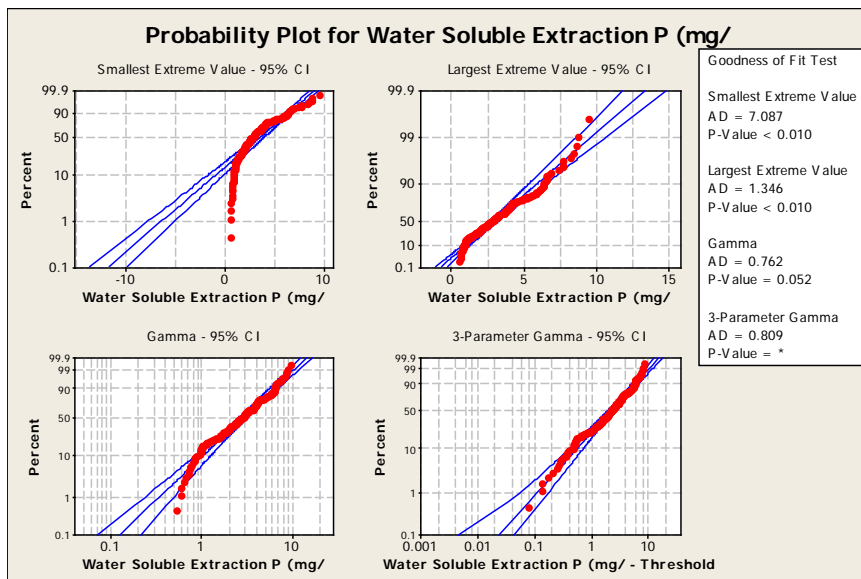 Probability Plot for Water Soluble Extraction P (mg/
Smallest Extreme Value - 95% CI
99.9
90
50
10
1
0.1
Percent
-10
0
10
Water Soluble Extraction P (mg/
Largest Extreme Value - 95% CI
99
90
50
10
0.1
Percent
0
5
10
15
Water Soluble Extraction P (mg/
Gamma - 95% CI
99.9
99
90
50
10
1
0.1
Percent
0.1
1
10
Water Soluble Extraction P (mg/
3-Parameter Gamma - 95% CI
99.9
99
90
50
10
1
0.1
Percent
0.001
0.01
0.1
1
10
Water Soluble Extraction P (mg/ - Threshold
Goodness of Fit Test
Smallest Extreme Value
AD = 7.087
P-Value < 0.010
Largest Extreme Value
AD = 1.346
P-Value < 0.010
Gamma
AD = 0.762
P-Value = 0.052
3-Parameter Gamma
AD = 0.809
P-Value = *